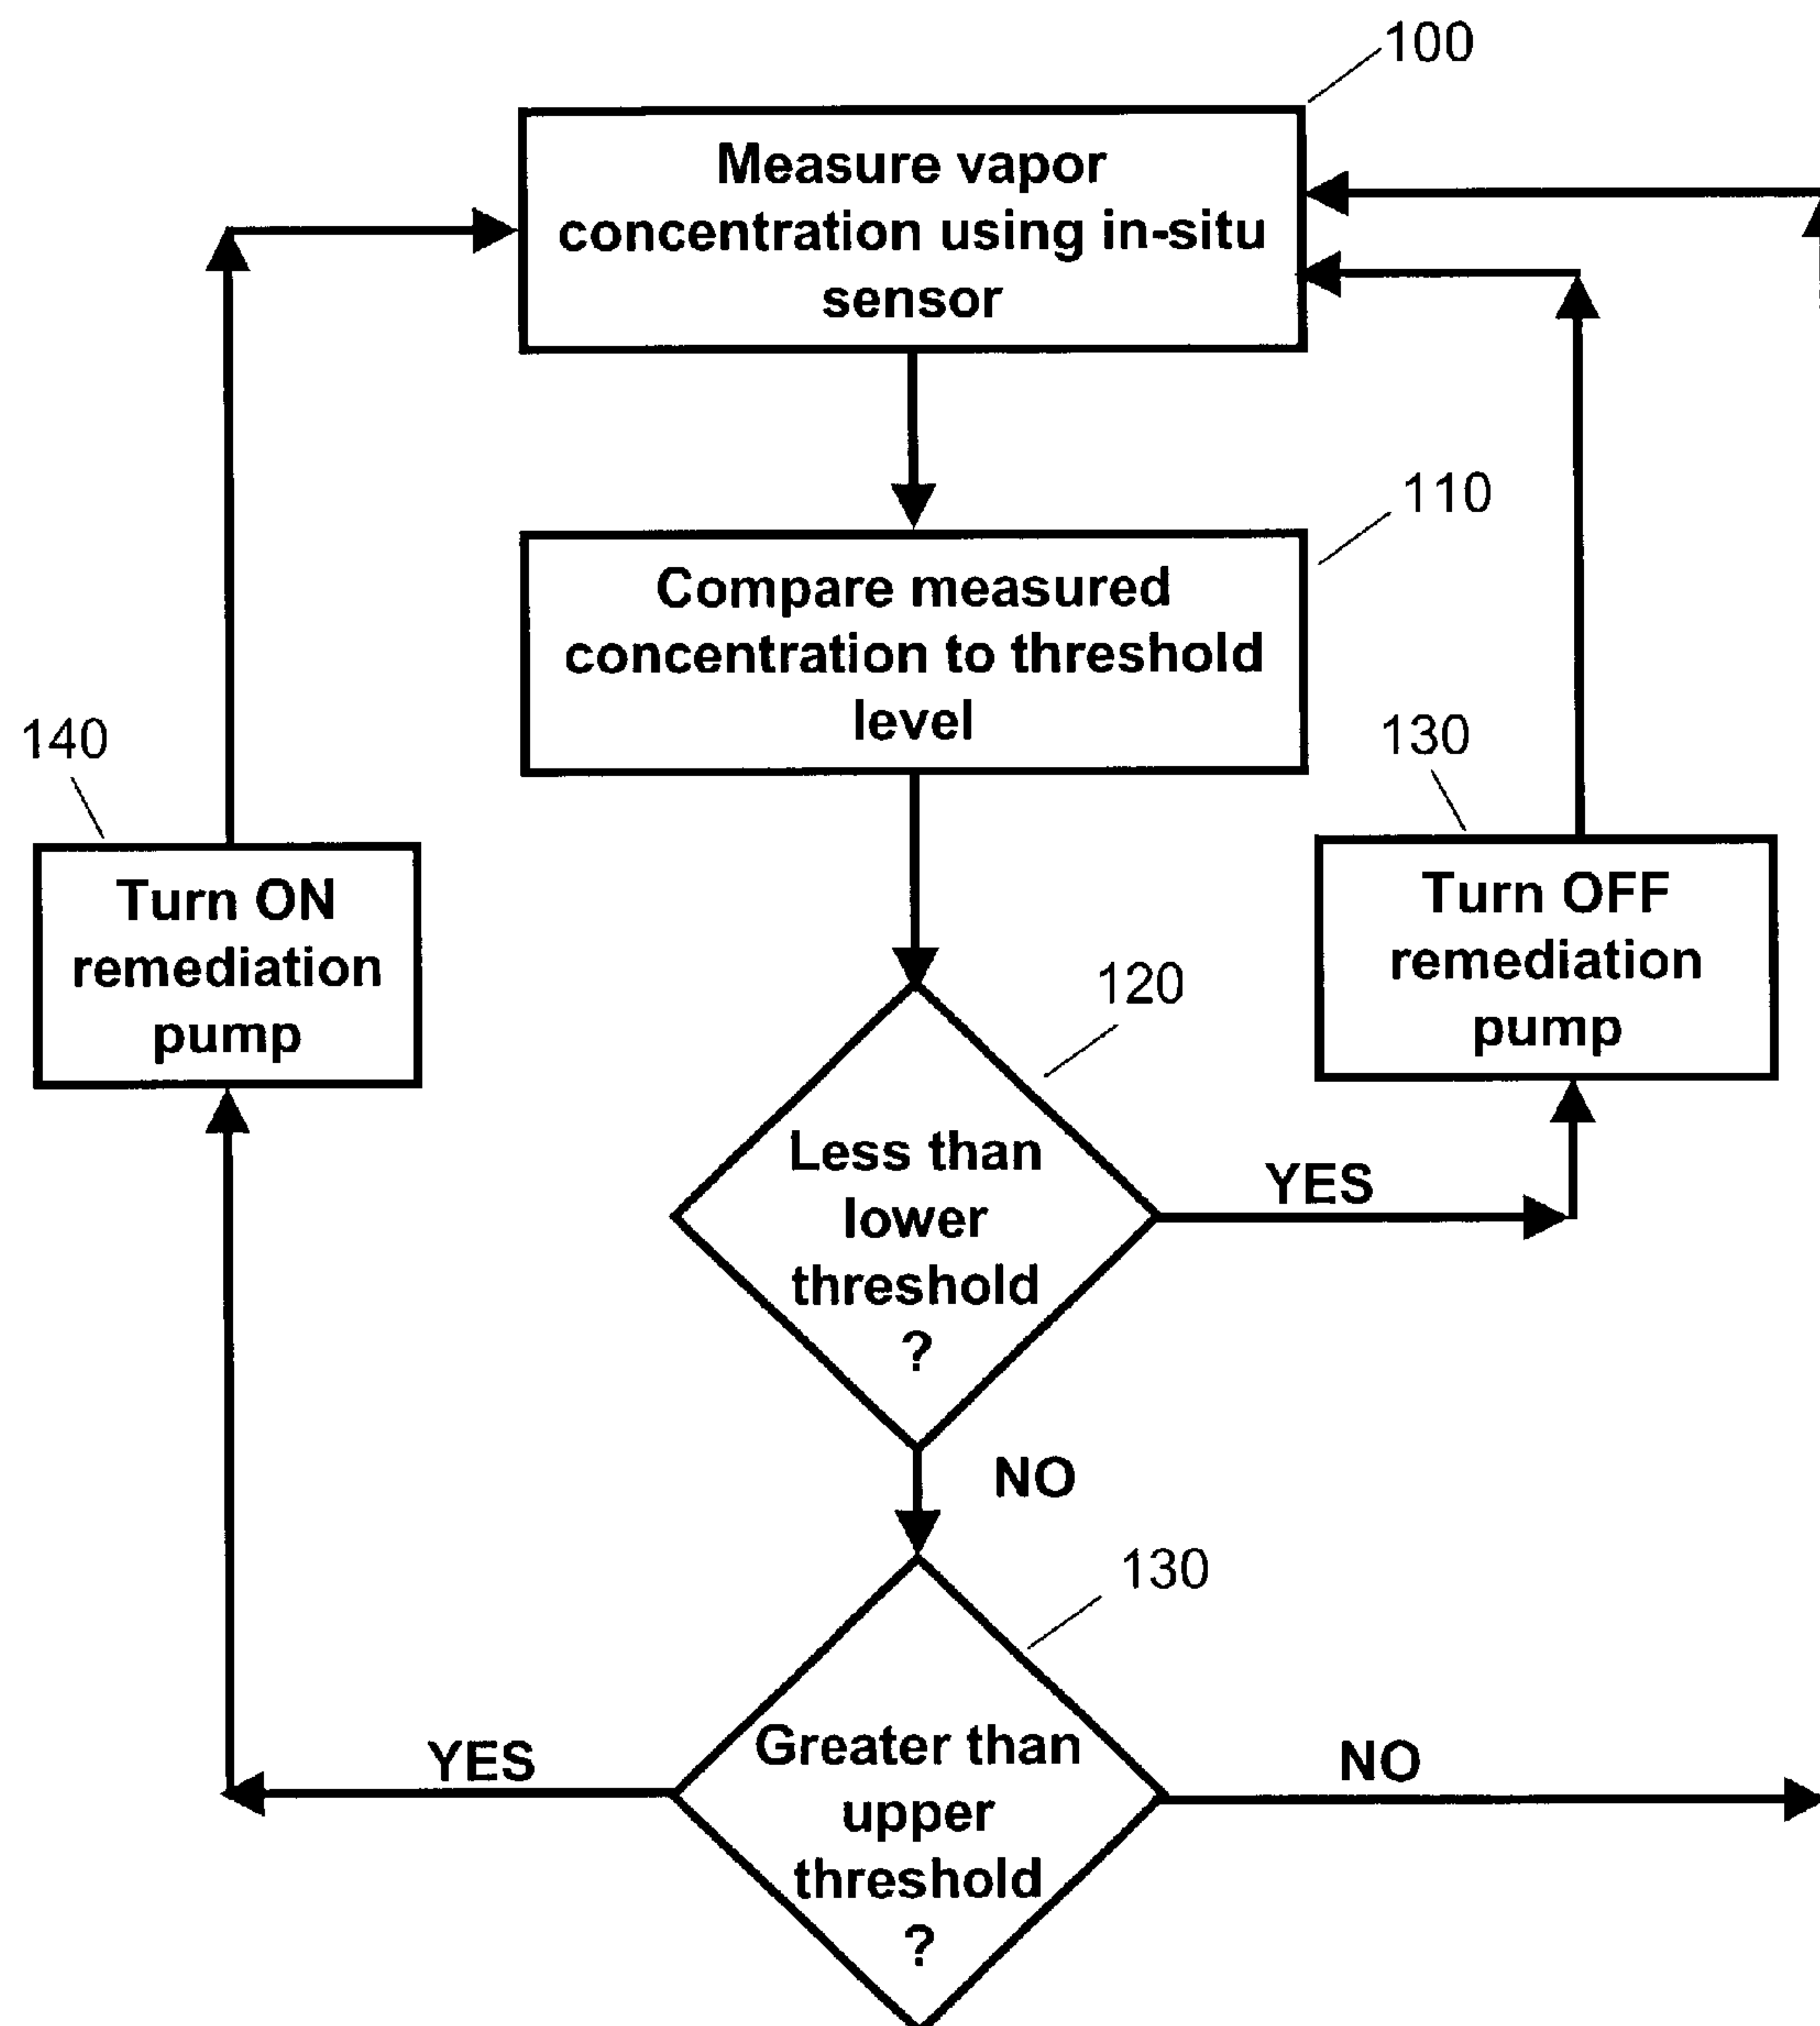 100
Measure vapor
concentration using in-situ
sensor
110
Compare measured
concentration to threshold
level
140
Turn ON
remediation
pump
130
Turn OFF
remediation
pump
120
Less than
lower
threshold
?
YES
NO
130
Greater than
upper
threshold
?
YES
NO